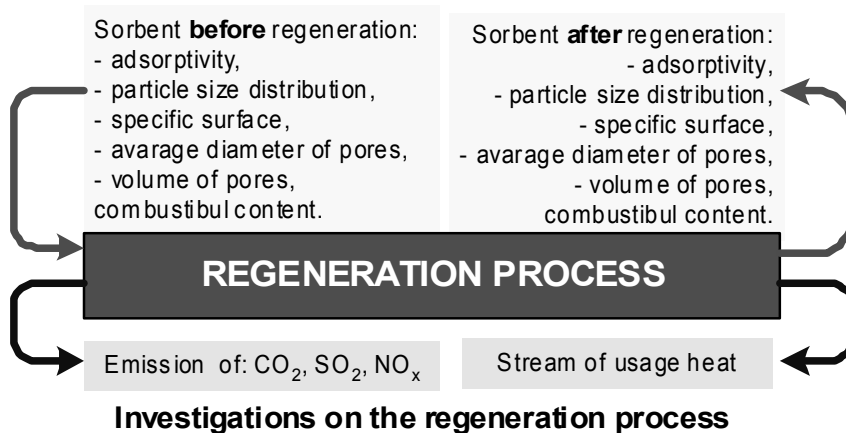 Sorbent before regeneration:
- adsorptivity,
- particle size distribution,
- specific surface,
- avarage diameter of pores,
- volume of pores,
combustibul content.
Sorbent after regeneration:
- adsorptivity,
- particle size distribution,
- specific surface,
- avarage diameter of pores,
- volume of pores,
combustibul content.
REGENERATION PROCESS
Emission of: CO₂, SO₂, NOₓ
Stream of usage heat
Investigations on the regeneration process